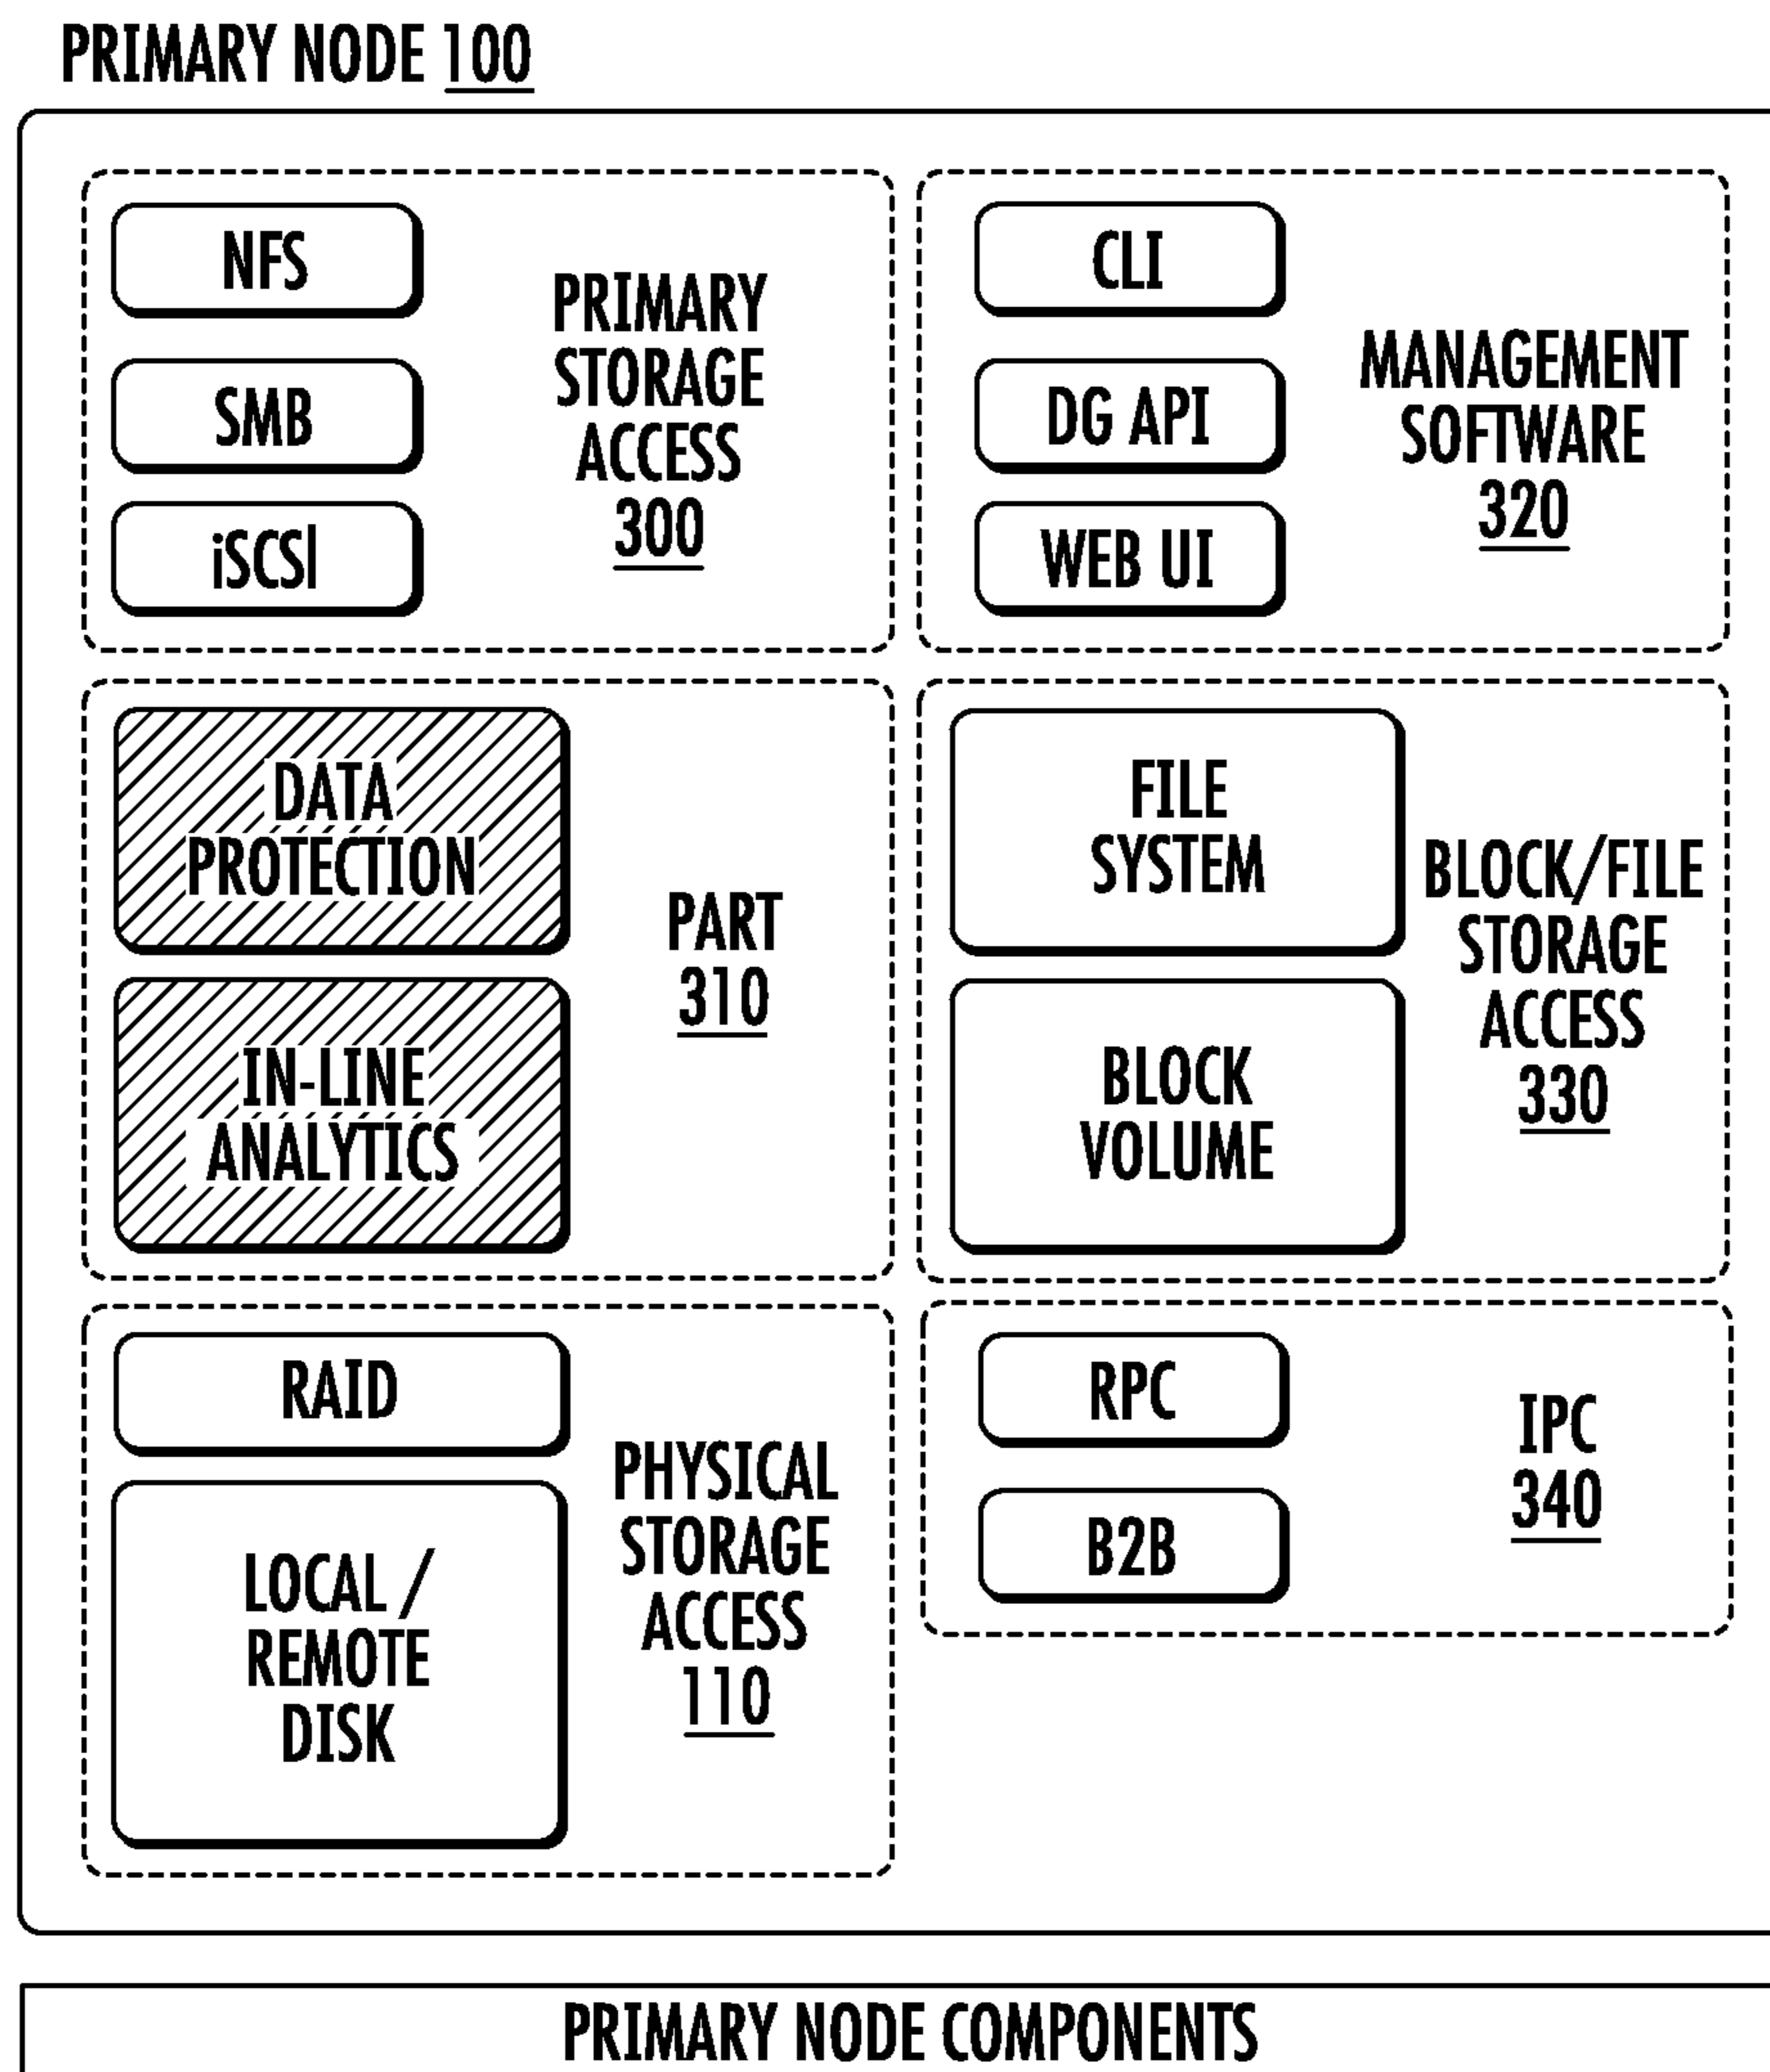 PRIMARY NODE 100
NFS
SMB
iSCSI
PRIMARY
STORAGE
ACCESS
300
CLI
DG API
WEB UI
MANAGEMENT
SOFTWARE
320
DATA
PROTECTION
IN-LINE
ANALYTICS
PART
310
FILE
SYSTEM
BLOCK
VOLUME
BLOCK/FILE
STORAGE
ACCESS
330
RAID
LOCAL /
REMOTE
DISK
PHYSICAL
STORAGE
ACCESS
110
RPC
B2B
IPC
340
PRIMARY NODE COMPONENTS